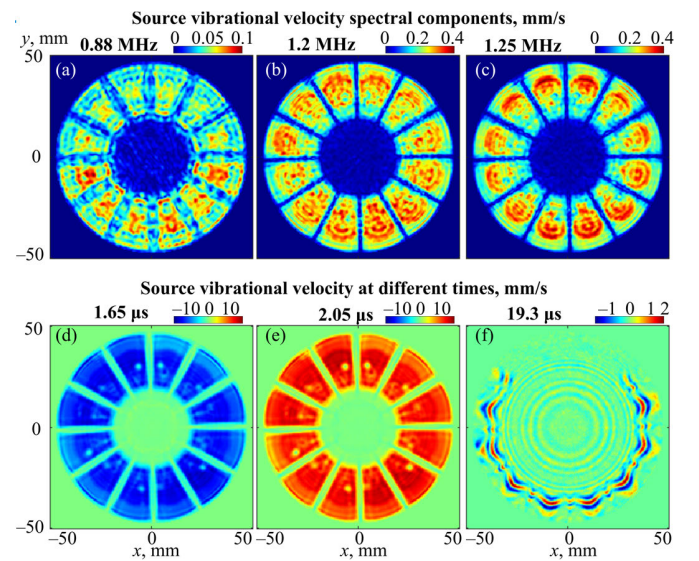 Source vibrational velocity spectral components, mm/s
y, mm 0.88 MHz 0 0.05 0.1 1.2 MHz 0 0.2 0.4 1.25 MHz 0 0.2 0.4
50 (a) (b) (c)
0
−50
Source vibrational velocity at different times, mm/s
1.65 µs −10 0 10 2.05 µs −10 0 10 19.3 µs −1 0 1 2
50 (d) (e) (f)
0
−50
−50 0 50 −50 0 50 −50 0 50
x, mm x, mm x, mm